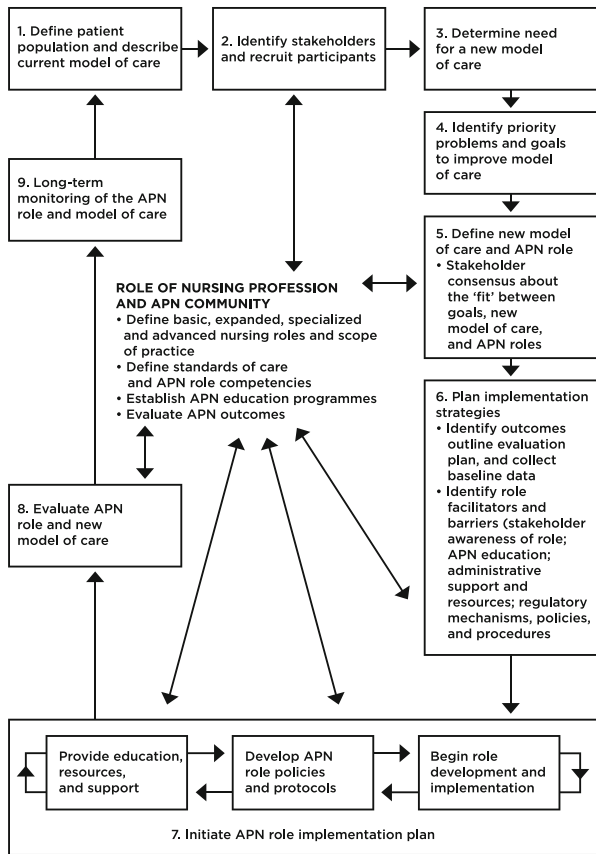 1. Define patient
population and describe
current model of care
2. Identify stakeholders
and recruit participants
3. Determine need
for a new model
of care
4. Identify priority
problems and goals
to improve model
of care
9. Long-term
monitoring of the APN
role and model of care
5. Define new model
of care and APN role
• Stakeholder
consensus about
the ‘fit’ between
goals, new
model of care,
and APN roles
ROLE OF NURSING PROFESSION
AND APN COMMUNITY
• Define basic, expanded, specialized
and advanced nursing roles and scope
of practice
• Define standards of care
and APN role competencies
• Establish APN education programmes
• Evaluate APN outcomes
6. Plan implementation
strategies
• Identify outcomes
outline evaluation
plan, and collect
baseline data
• Identify role
facilitators and
barriers (stakeholder
awareness of role;
APN education;
administrative
support and
resources; regulatory
mechanisms, policies,
and procedures
8. Evaluate APN
role and new
model of care
Provide education,
resources,
and support
Develop APN
role policies
and protocols
Begin role
development and
implementation
7. Initiate APN role implementation plan